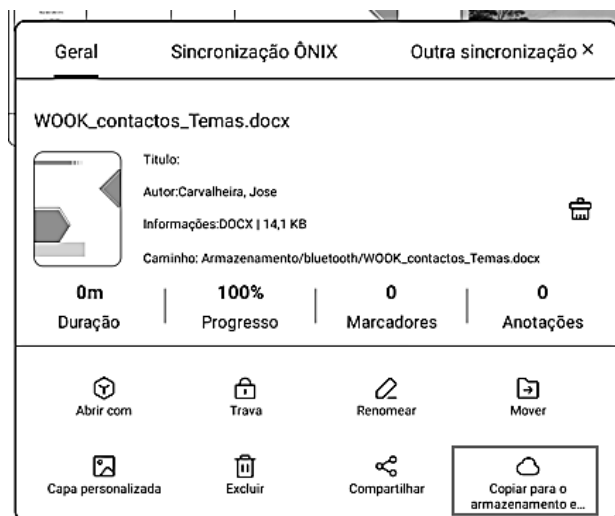 Geral Sincronização ÔNIX Outra sincronização ×
WOOK_contactos_Temas.docx
Titulo:
Autor:Carvalheira, Jose
Informações:DOCX | 14,1 KB
Caminho: Armazenamento/bluetooth/WOOK_contactos_Temas.docx
0m 100% 0 0
Duração Progresso Marcadores Anotações
Abrir com Trava Renomear Mover
Capa personalizada Excluir Compartilhar Copiar para o
armazenamento e...